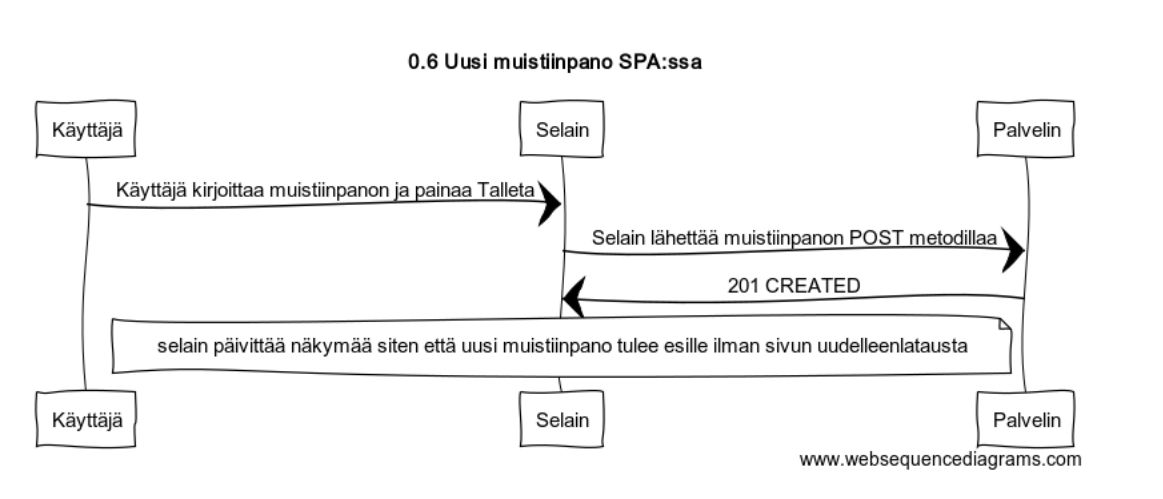 0.6 Uusi muistiinpano SPA:ssa
Käyttäjä
Selain
Palvelin
Käyttäjä kirjoittaa muistiinpanon ja painaa Talleta
Selain lähettää muistiinpanon POST metodillaa
201 CREATED
selain päivittää näkymää siten että uusi muistiinpano tulee esille ilman sivun uudelleenlatausta
Käyttäjä
Selain
Palvelin
www.websequencediagrams.com